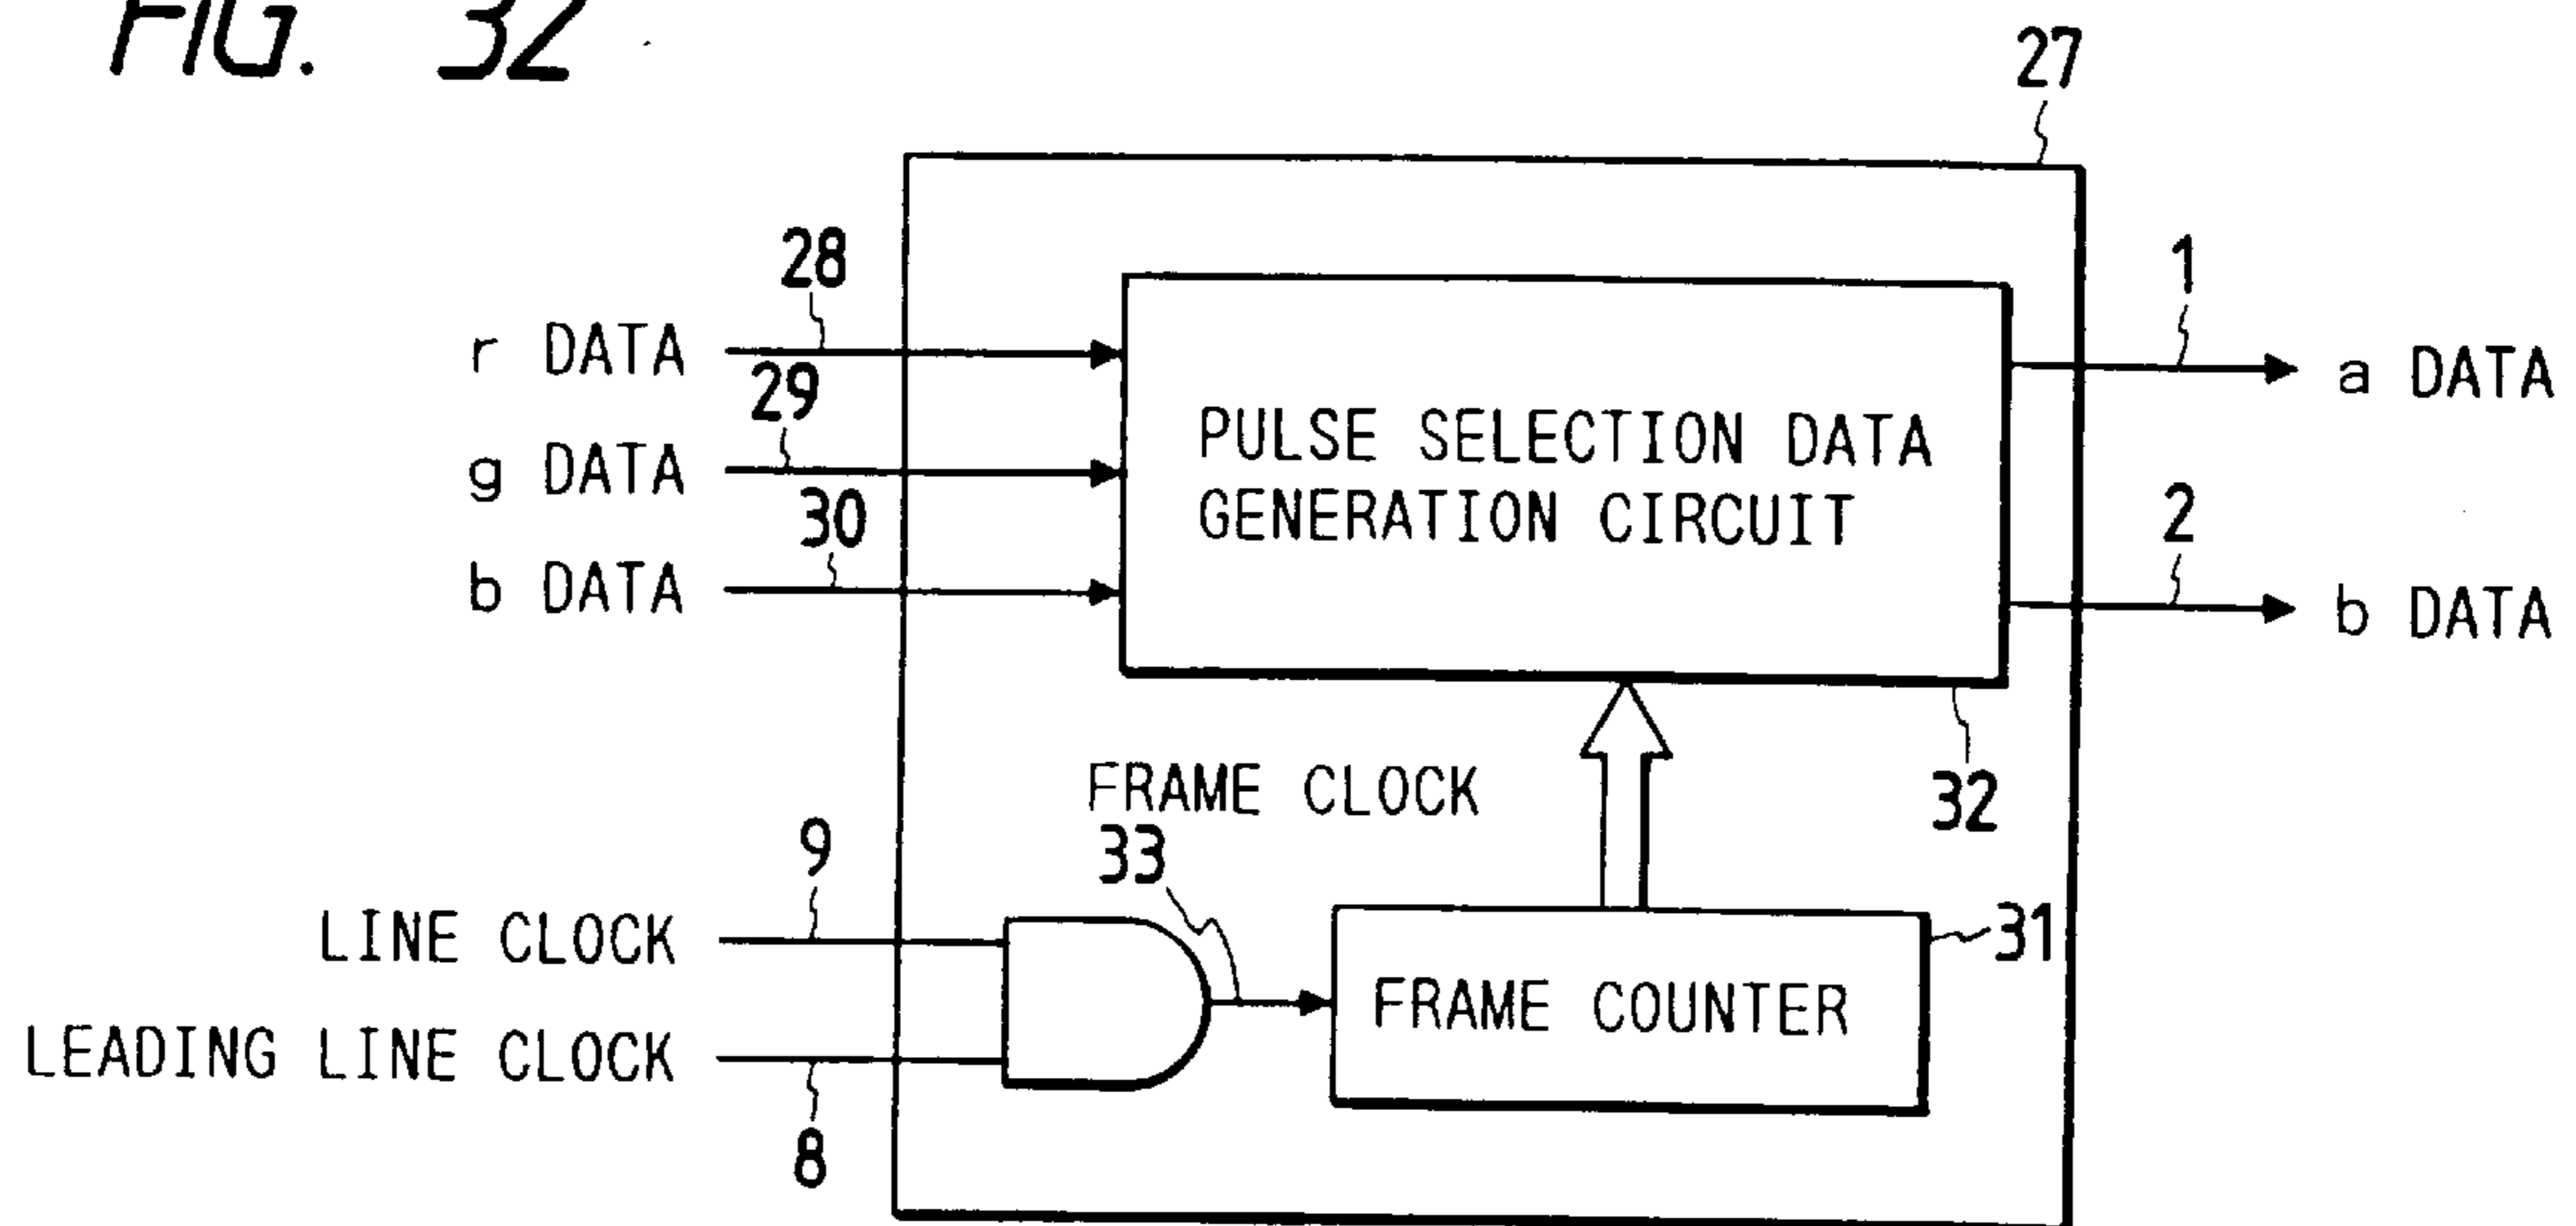 FIG. 32
27
28
r DATA
29
g DATA
30
b DATA
PULSE SELECTION DATA
GENERATION CIRCUIT
1
a DATA
2
b DATA
32
FRAME CLOCK
33
9
LINE CLOCK
LEADING LINE CLOCK
8
FRAME COUNTER
31